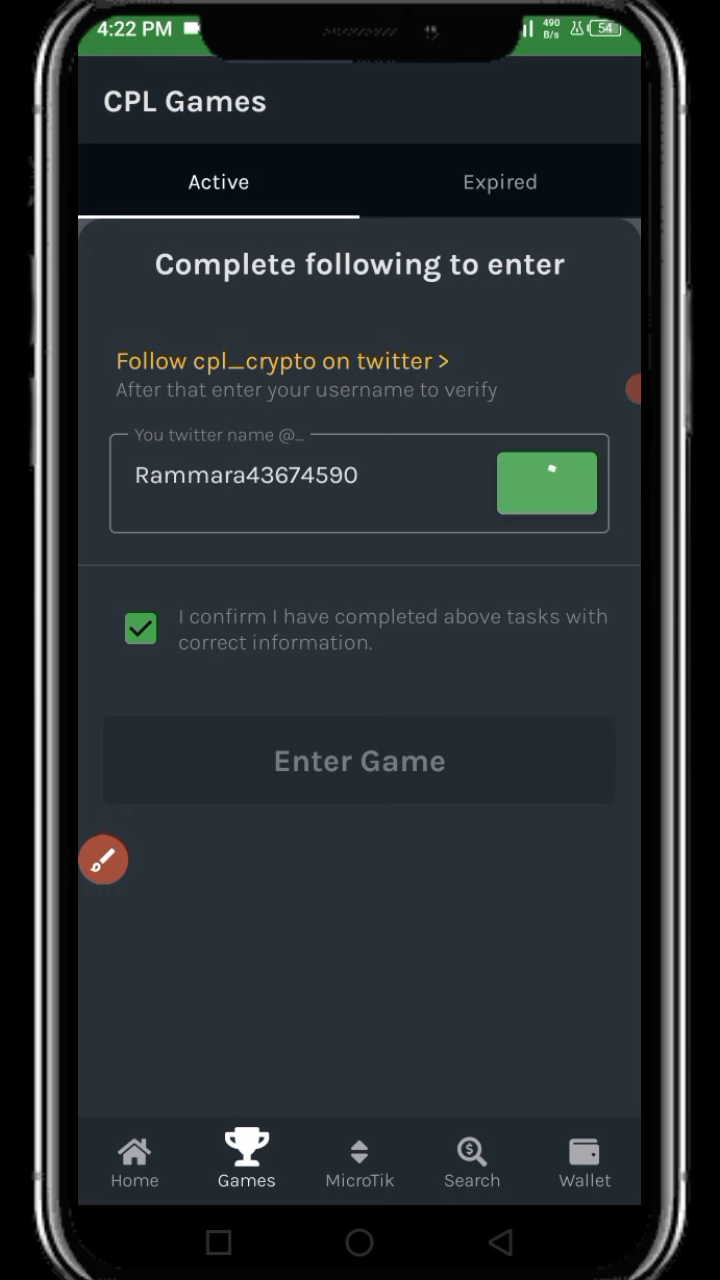 4:22 PM
490
B/s
54
CPL Games
Active
Expired
Complete following to enter
Follow cpl_crypto on twitter >
After that enter your username to verify
You twitter name @...
Rammara43674590
I confirm I have completed above tasks with
correct information.
Enter Game
Home
Games
MicroTik
Search
Wallet